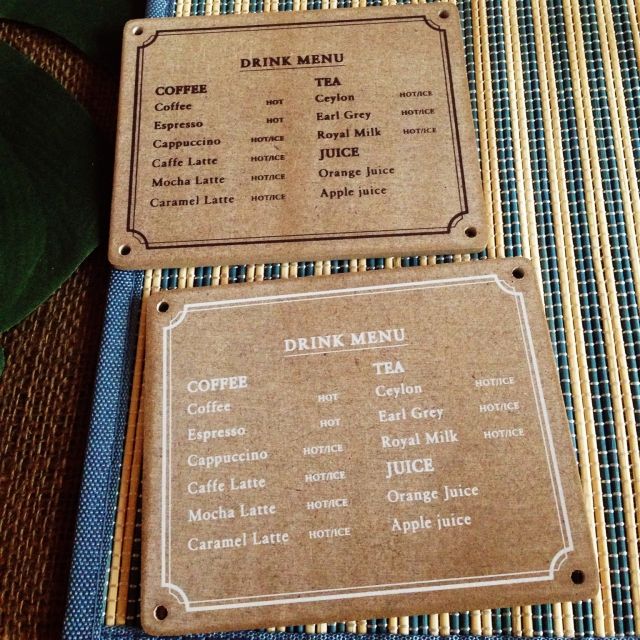 DRINK MENU
COFFEE
Coffee HOT
Espresso HOT
Cappuccino HOT/ICE
Caffe Latte HOT/ICE
Mocha Latte HOT/ICE
Caramel Latte HOT/ICE
TEA
Ceylon HOT/ICE
Earl Grey HOT/ICE
Royal Milk HOT/ICE
JUICE
Orange Juice
Apple juice
DRINK MENU
COFFEE
Coffee HOT
Espresso HOT
Cappuccino HOT/ICE
Caffe Latte HOT/ICE
Mocha Latte HOT/ICE
Caramel Latte HOT/ICE
TEA
Ceylon HOT/ICE
Earl Grey HOT/ICE
Royal Milk HOT/ICE
JUICE
Orange Juice
Apple juice